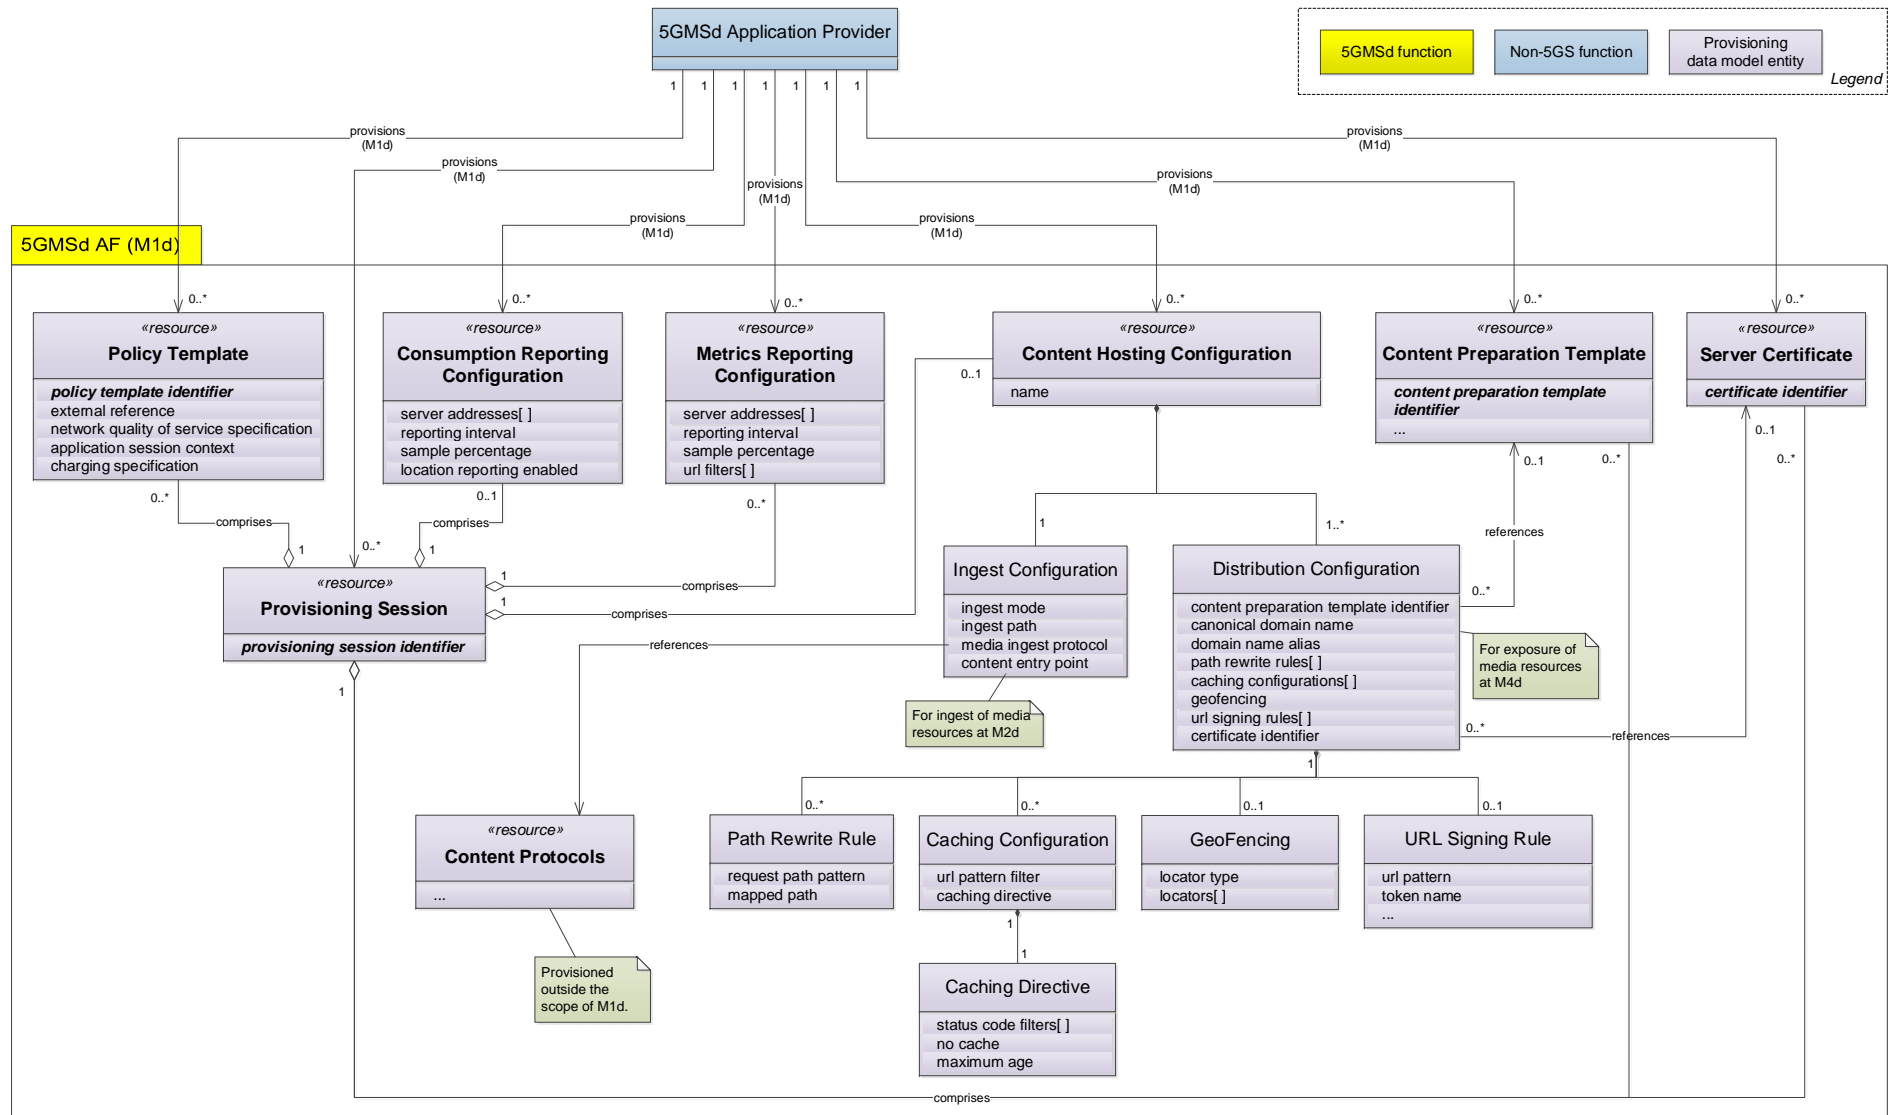 5GMSd Application Provider
5GMSd function
Non-5GS function
Provisioning
data model entity
Legend
1
1
1
1
1
1
1
provisions
(M1d)
provisions
(M1d)
provisions
(M1d)
provisions
(M1d)
provisions
(M1d)
provisions
(M1d)
provisions
(M1d)
5GMSd AF (M1d)
0..*
0..*
0..*
0..*
0..*
0..*
«resource»
Policy Template
policy template identifier
external reference
network quality of service specification
application session context
charging specification
«resource»
Consumption Reporting
Configuration
server addresses[ ]
reporting interval
sample percentage
location reporting enabled
«resource»
Metrics Reporting
Configuration
server addresses[ ]
reporting interval
sample percentage
url filters[ ]
«resource»
Content Hosting Configuration
name
0..1
«resource»
Content Preparation Template
content preparation template
identifier
...
«resource»
Server Certificate
certificate identifier
0..*
comprises
1
0..*
0..1
comprises
1
0..*
comprises
1
comprises
1
«resource»
Provisioning Session
provisioning session identifier
1
1
Ingest Configuration
ingest mode
ingest path
media ingest protocol
content entry point
For ingest of media
resources at M2d
references
1..*
Distribution Configuration
content preparation template identifier
canonical domain name
domain name alias
path rewrite rules[ ]
caching configurations[ ]
geofencing
url signing rules[ ]
certificate identifier
0..1
references
0..*
0..*
0..1
0..*
For exposure of
media resources
at M4d
0..*
references
1
0..*
0..*
0..1
0..1
«resource»
Content Protocols
...
Provisioned
outside the
scope of M1d.
Path Rewrite Rule
request path pattern
mapped path
Caching Configuration
url pattern filter
caching directive
1
1
Caching Directive
status code filters[ ]
no cache
maximum age
GeoFencing
locator type
locators[ ]
URL Signing Rule
url pattern
token name
...
comprises